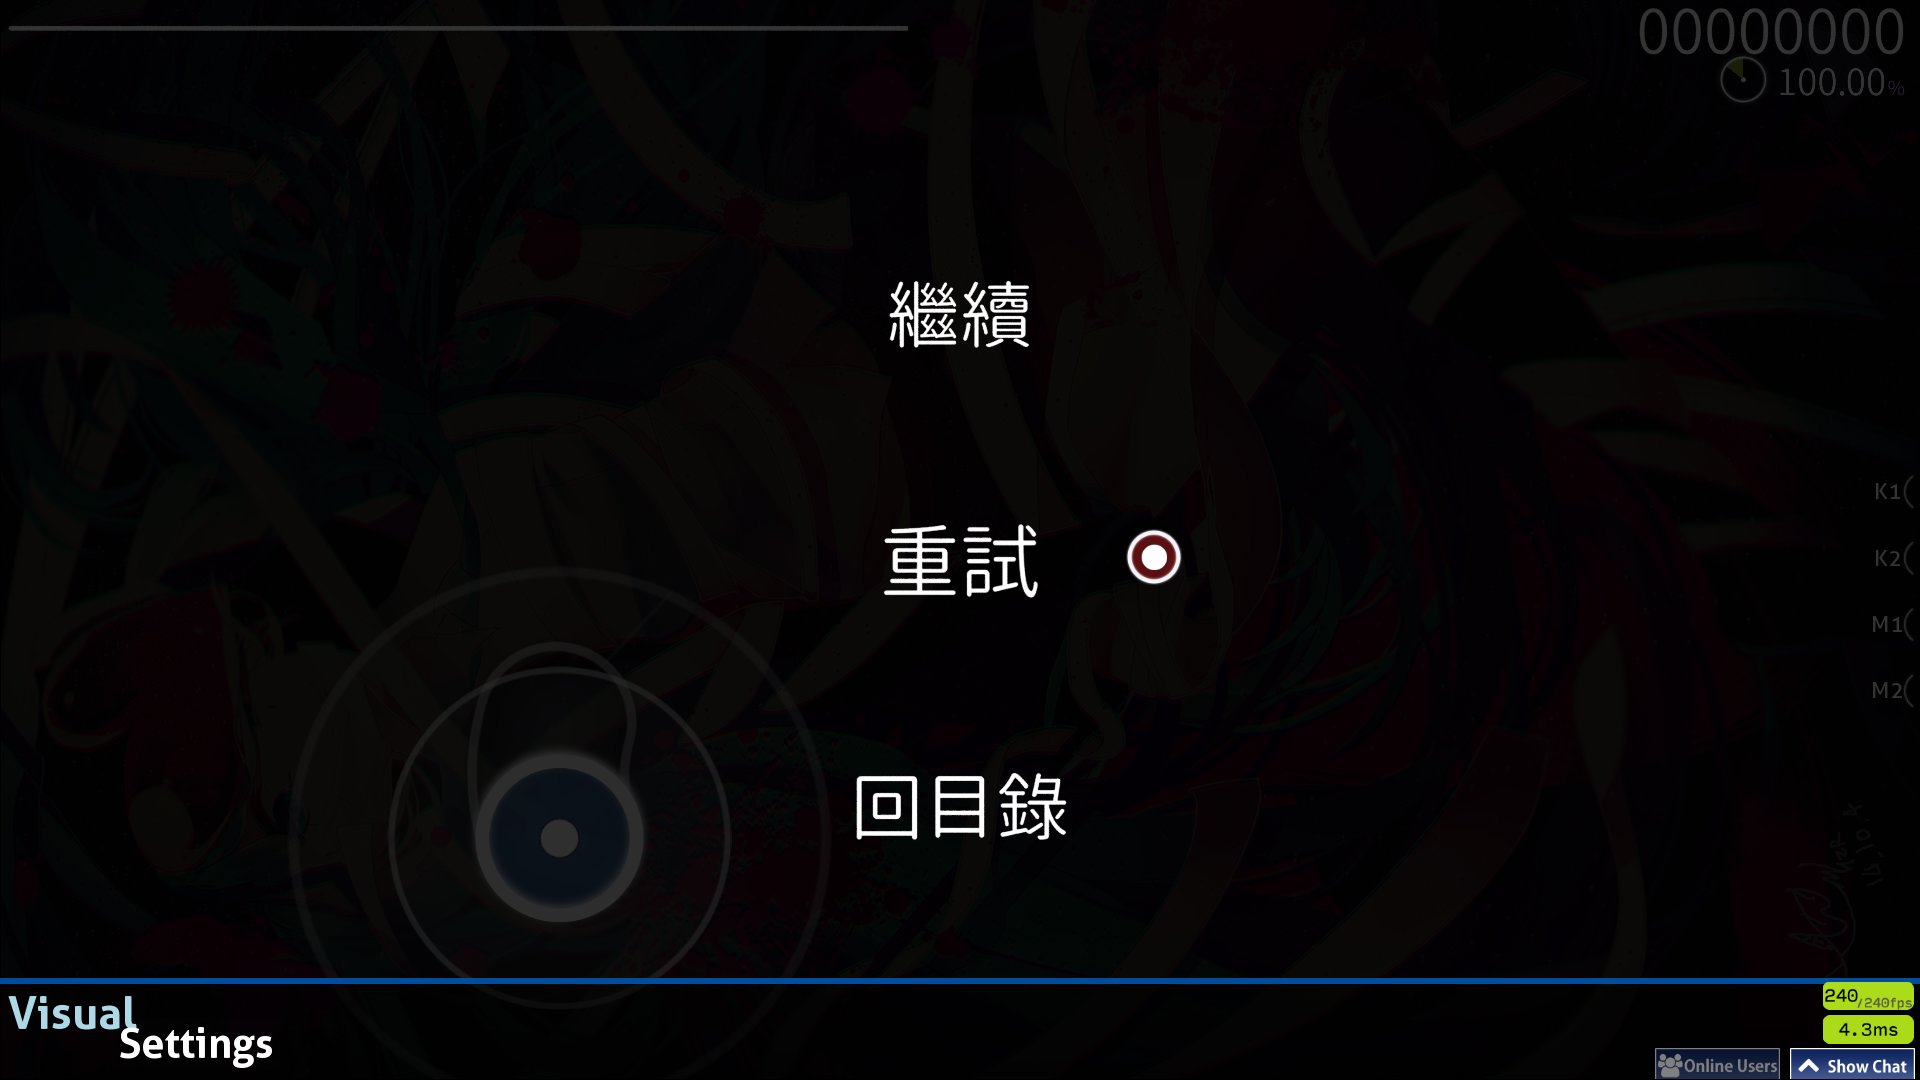 00000000
100.00%
繼續
K1(
K2(
重試
M1(
M2(
回目錄
Visual
Settings
240/240fps
4.3ms
Online Users
Show Chat